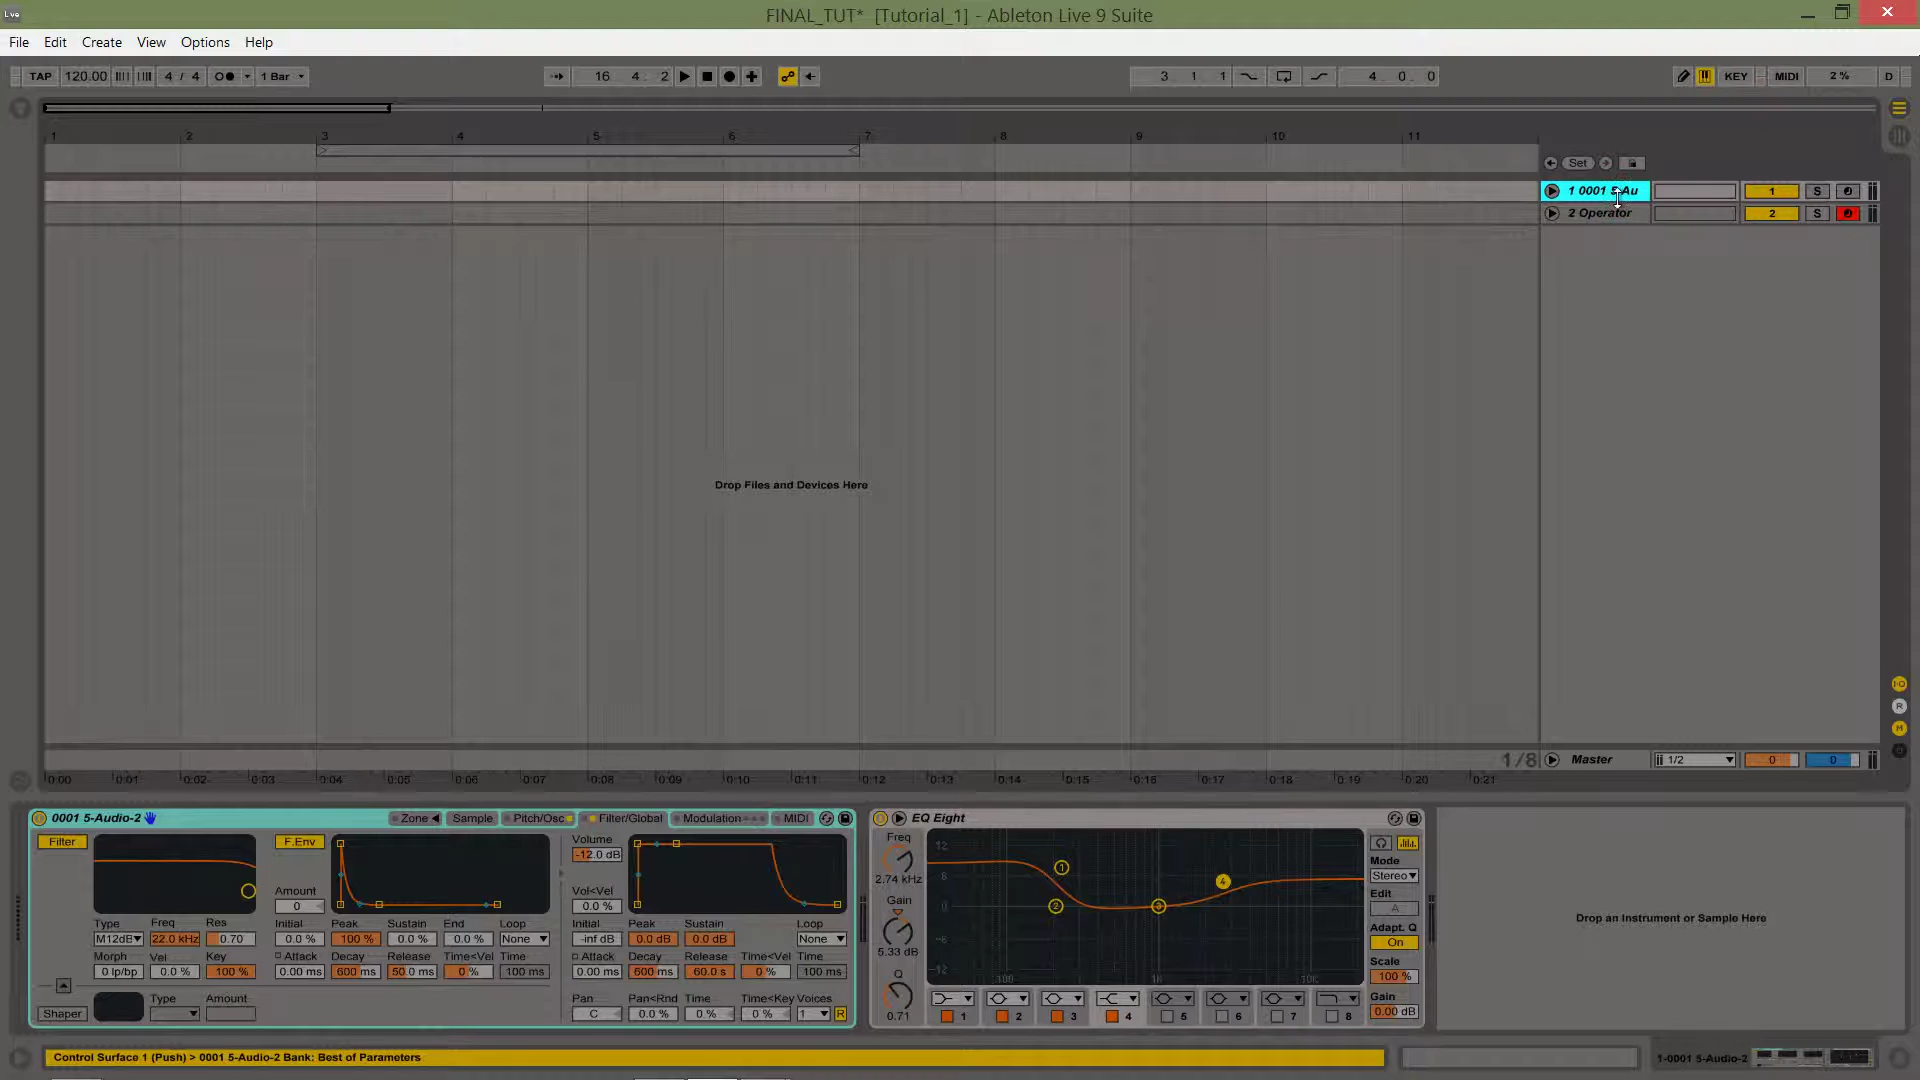 Live
FINAL_TUT* [Tutorial_1] - Ableton Live 9 Suite
File Edit Create View Options Help
TAP 120.00 4 / 4 1 Bar 16 4. 2 3 1 1 4 . 0 . 0 KEY MIDI 2 % D
1 2 3 4 5 6 7 8 9 10 11
Set
1 0001 5-Au 1 S
2 Operator 2 S
Drop Files and Devices Here
1/8 Master 1/2 0 0
0:00 0:01 0:02 0:03 0:04 0:05 0:06 0:07 0:08 0:09 0:10 0:11 0:12 0:13 0:14 0:15 0:16 0:17 0:18 0:19 0:20 0:21
0001 5-Audio-2 Zone Sample Pitch/Osc Filter/Global Modulation MIDI
Filter F.Env Volume
-12.0 dB
Amount Vol<Vel
0 0.0 %
Type Freq Res Initial Peak Sustain End Loop Initial Peak Sustain Loop
M12dB 22.0 kHz 0.70 0.0 % 100 % 0.0 % 0.0 % None -inf dB 0.0 dB 0.0 dB None
Morph Vel Key Attack Decay Release Time<Vel Time Attack Decay Release Time<Vel Time
0 lp/bp 0.0 % 100 % 0.00 ms 600 ms 50.0 ms 0 % 100 ms 0.00 ms 600 ms 60.0 s 0 % 100 ms
Type Amount Pan Pan<Rnd Time Time<Key Voices
Shaper C 0.0 % 0 % 0 % 1 R
EQ Eight
Freq
2.74 kHz
Gain
5.33 dB
Q
0.71
12
6
0
-6
-12
1 2 3 4
100 1K 10K
1 2 3 4 5 6 7 8
Mode
Stereo
Edit
A
Adapt. Q
On
Scale
100 %
Gain
0.00 dB
Drop an Instrument or Sample Here
Control Surface 1 (Push) > 0001 5-Audio-2 Bank: Best of Parameters
1-0001 5-Audio-2